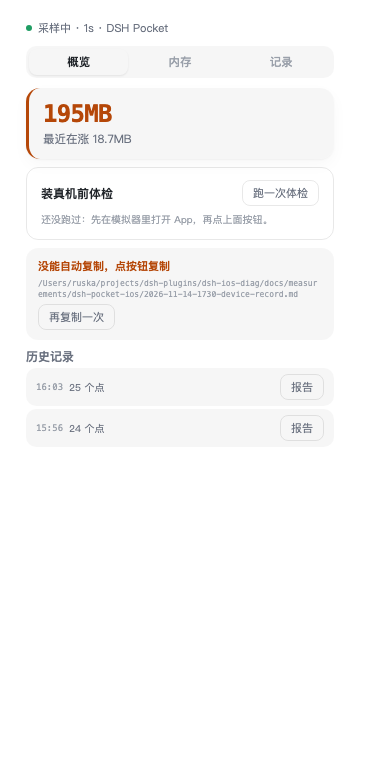 采样中 · 1s · DSH Pocket
概览 内存 记录
195MB
最近在涨 18.7MB
装真机前体检 跑一次体检
还没跑过：先在模拟器里打开 App，再点上面按钮。
没能自动复制，点按钮复制
/Users/ruska/projects/dsh-plugins/dsh-ios-diag/docs/measur
ements/dsh-pocket-ios/2026-11-14-1730-device-record.md
再复制一次
历史记录
16:03 25 个点 报告
15:56 24 个点 报告